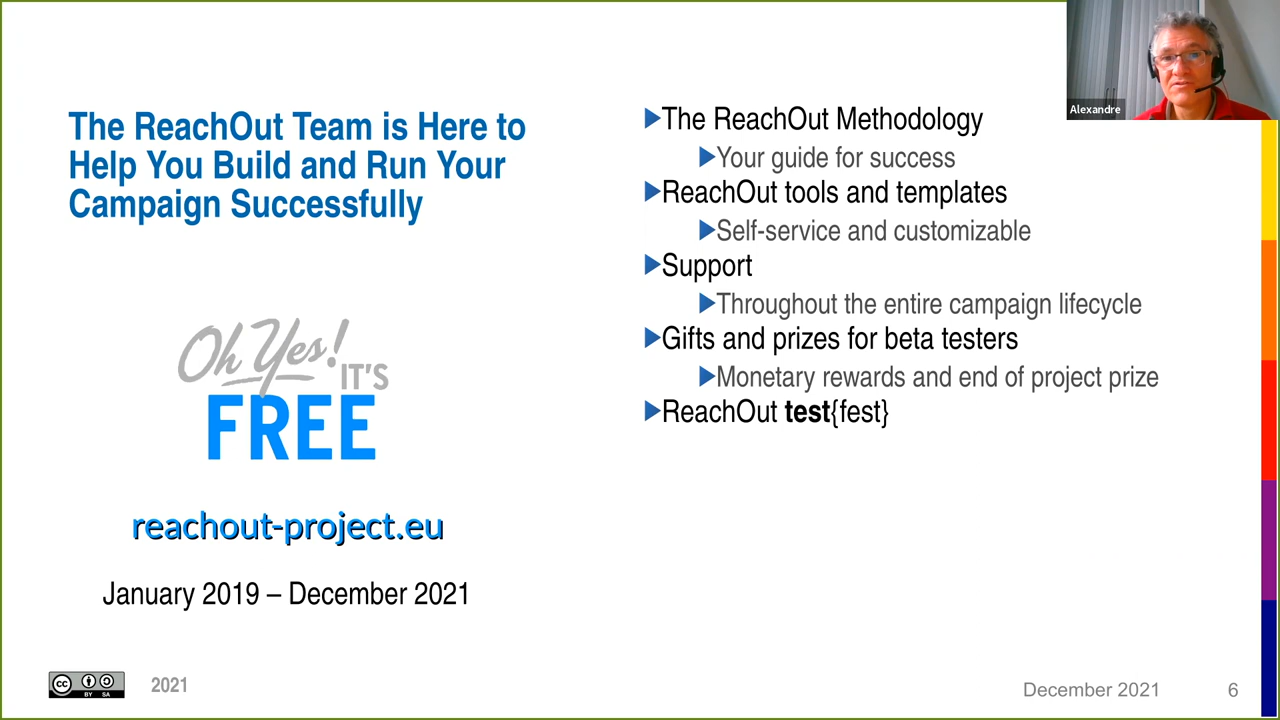 The ReachOut Team is Here to
Help You Build and Run Your
Campaign Successfully
Oh Yes!
IT'S
FREE
reachout-project.eu
January 2019 – December 2021
▶The ReachOut Methodology
▶Your guide for success
▶ReachOut tools and templates
▶Self-service and customizable
▶Support
▶Throughout the entire campaign lifecycle
▶Gifts and prizes for beta testers
▶Monetary rewards and end of project prize
▶ReachOut test{fest}
Alexandre
cc BY SA
2021
December 2021
6